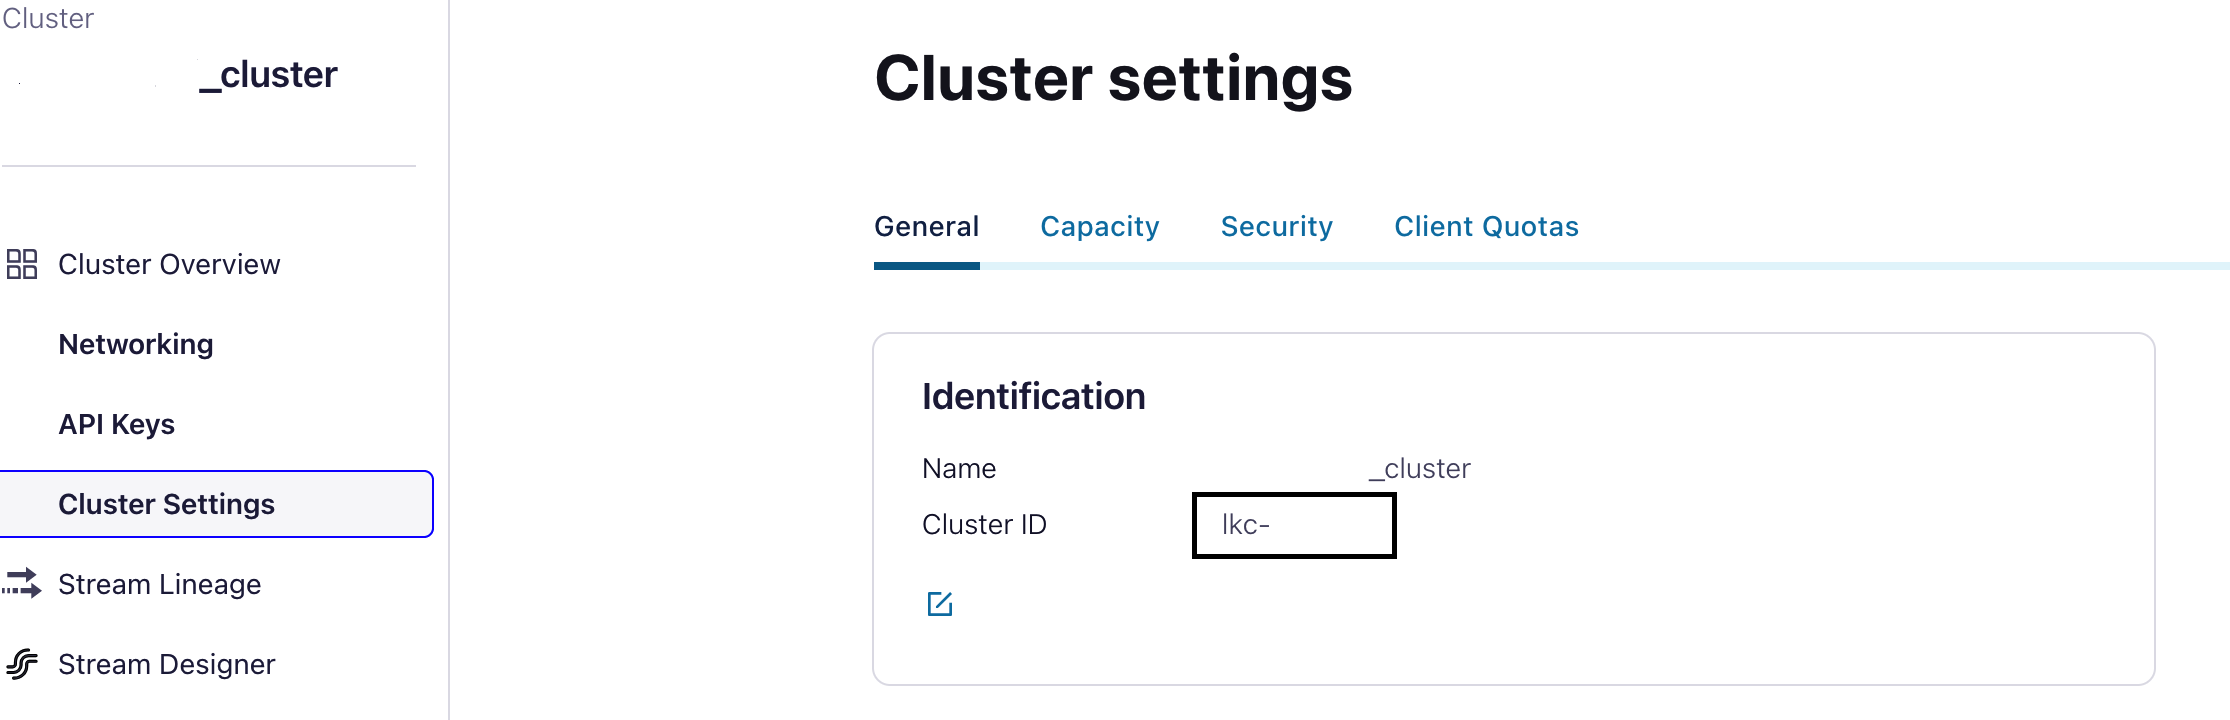 Cluster
_cluster
Cluster Overview
Networking
API Keys
Cluster Settings
Stream Lineage
Stream Designer
Cluster settings
General Capacity Security Client Quotas
Identification
Name _cluster
Cluster ID lkc-